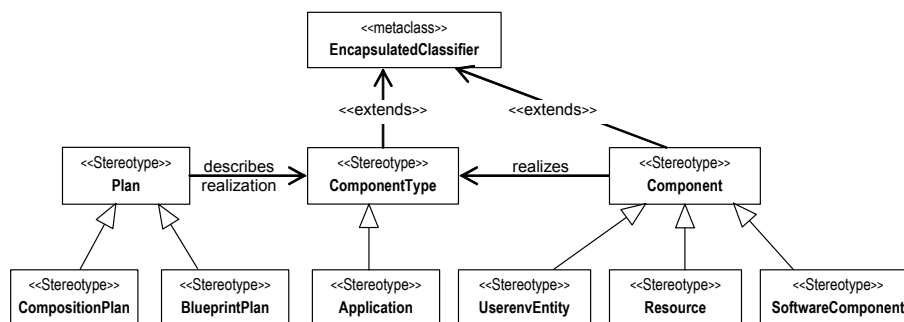 <<metaclass>>
EncapsulatedClassifier
<<extends>>
<<extends>>
<<Stereotype>>
Plan
describes
realization
<<Stereotype>>
ComponentType
realizes
<<Stereotype>>
Component
<<Stereotype>>
CompositionPlan
<<Stereotype>>
BlueprintPlan
<<Stereotype>>
Application
<<Stereotype>>
UserenvEntity
<<Stereotype>>
Resource
<<Stereotype>>
SoftwareComponent